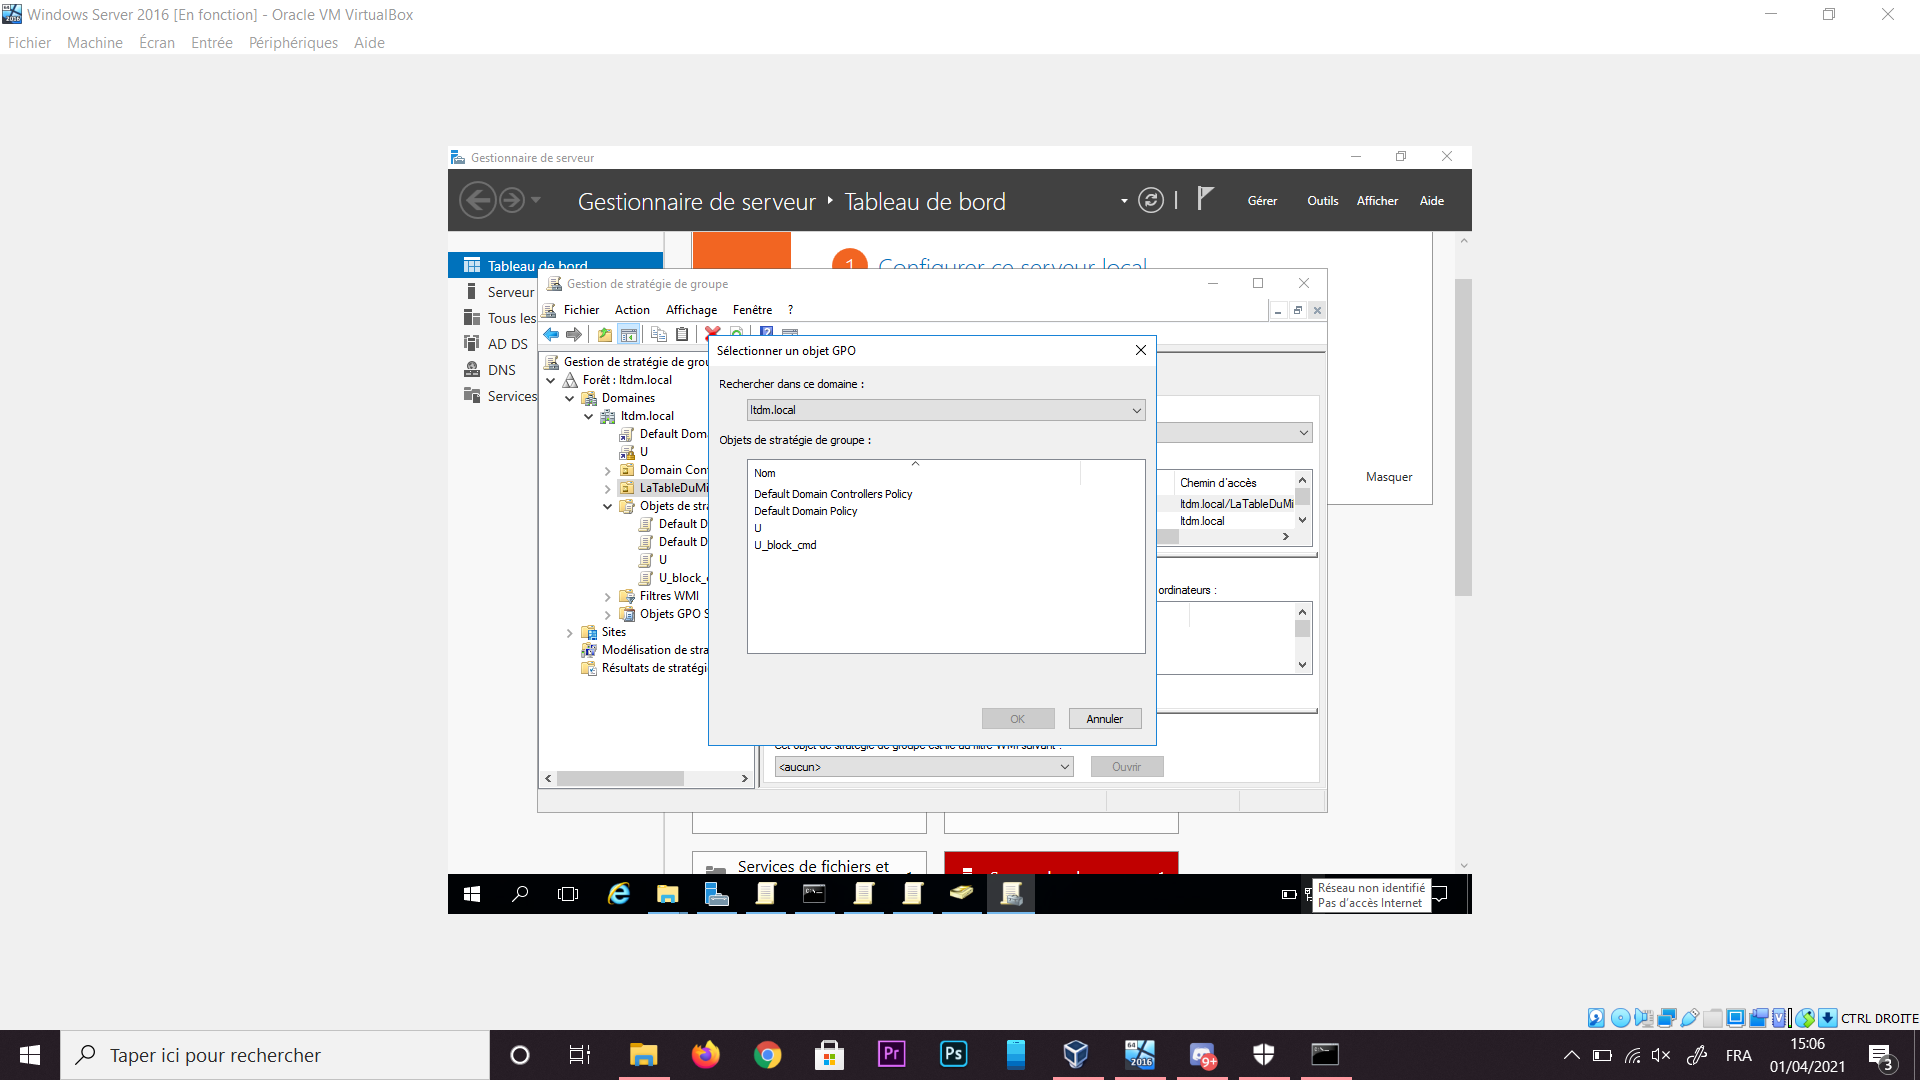 Windows Server 2016 [En fonction] - Oracle VM VirtualBox
Fichier Machine Écran Entrée Périphériques Aide
Gestionnaire de serveur
Gestionnaire de serveur ‣ Tableau de bord
Gérer Outils Afficher Aide
Tableau de bord
1 Configurer ce serveur local
Serveur
Tous les
AD DS
DNS
Services
Masquer
Gestion de stratégie de groupe
Fichier Action Affichage Fenêtre ?
Gestion de stratégie de grou
Forêt : ltdm.local
Domaines
ltdm.local
Default Dom
U
Domain Con
LaTableDuMi
Objets de stra
Default D
Default D
U
U_block_
Filtres WMI
Objets GPO S
Sites
Modélisation de stra
Résultats de stratégi
Sélectionner un objet GPO
Rechercher dans ce domaine :
ltdm.local
Objets de stratégie de groupe :
Nom
Default Domain Controllers Policy
Default Domain Policy
U
U_block_cmd
OK Annuler
Chemin d'accès
ltdm.local/LaTableDuMi
ltdm.local
ordinateurs :
Cet objet de stratégie de groupe est lié au filtre WMI suivant :
<aucun> Ouvrir
Services de fichiers et
Réseau non identifié
Pas d'accès Internet
CTRL DROITE
Taper ici pour rechercher
Pr
Ps
64
2016
9+
FRA
15:06
01/04/2021
3